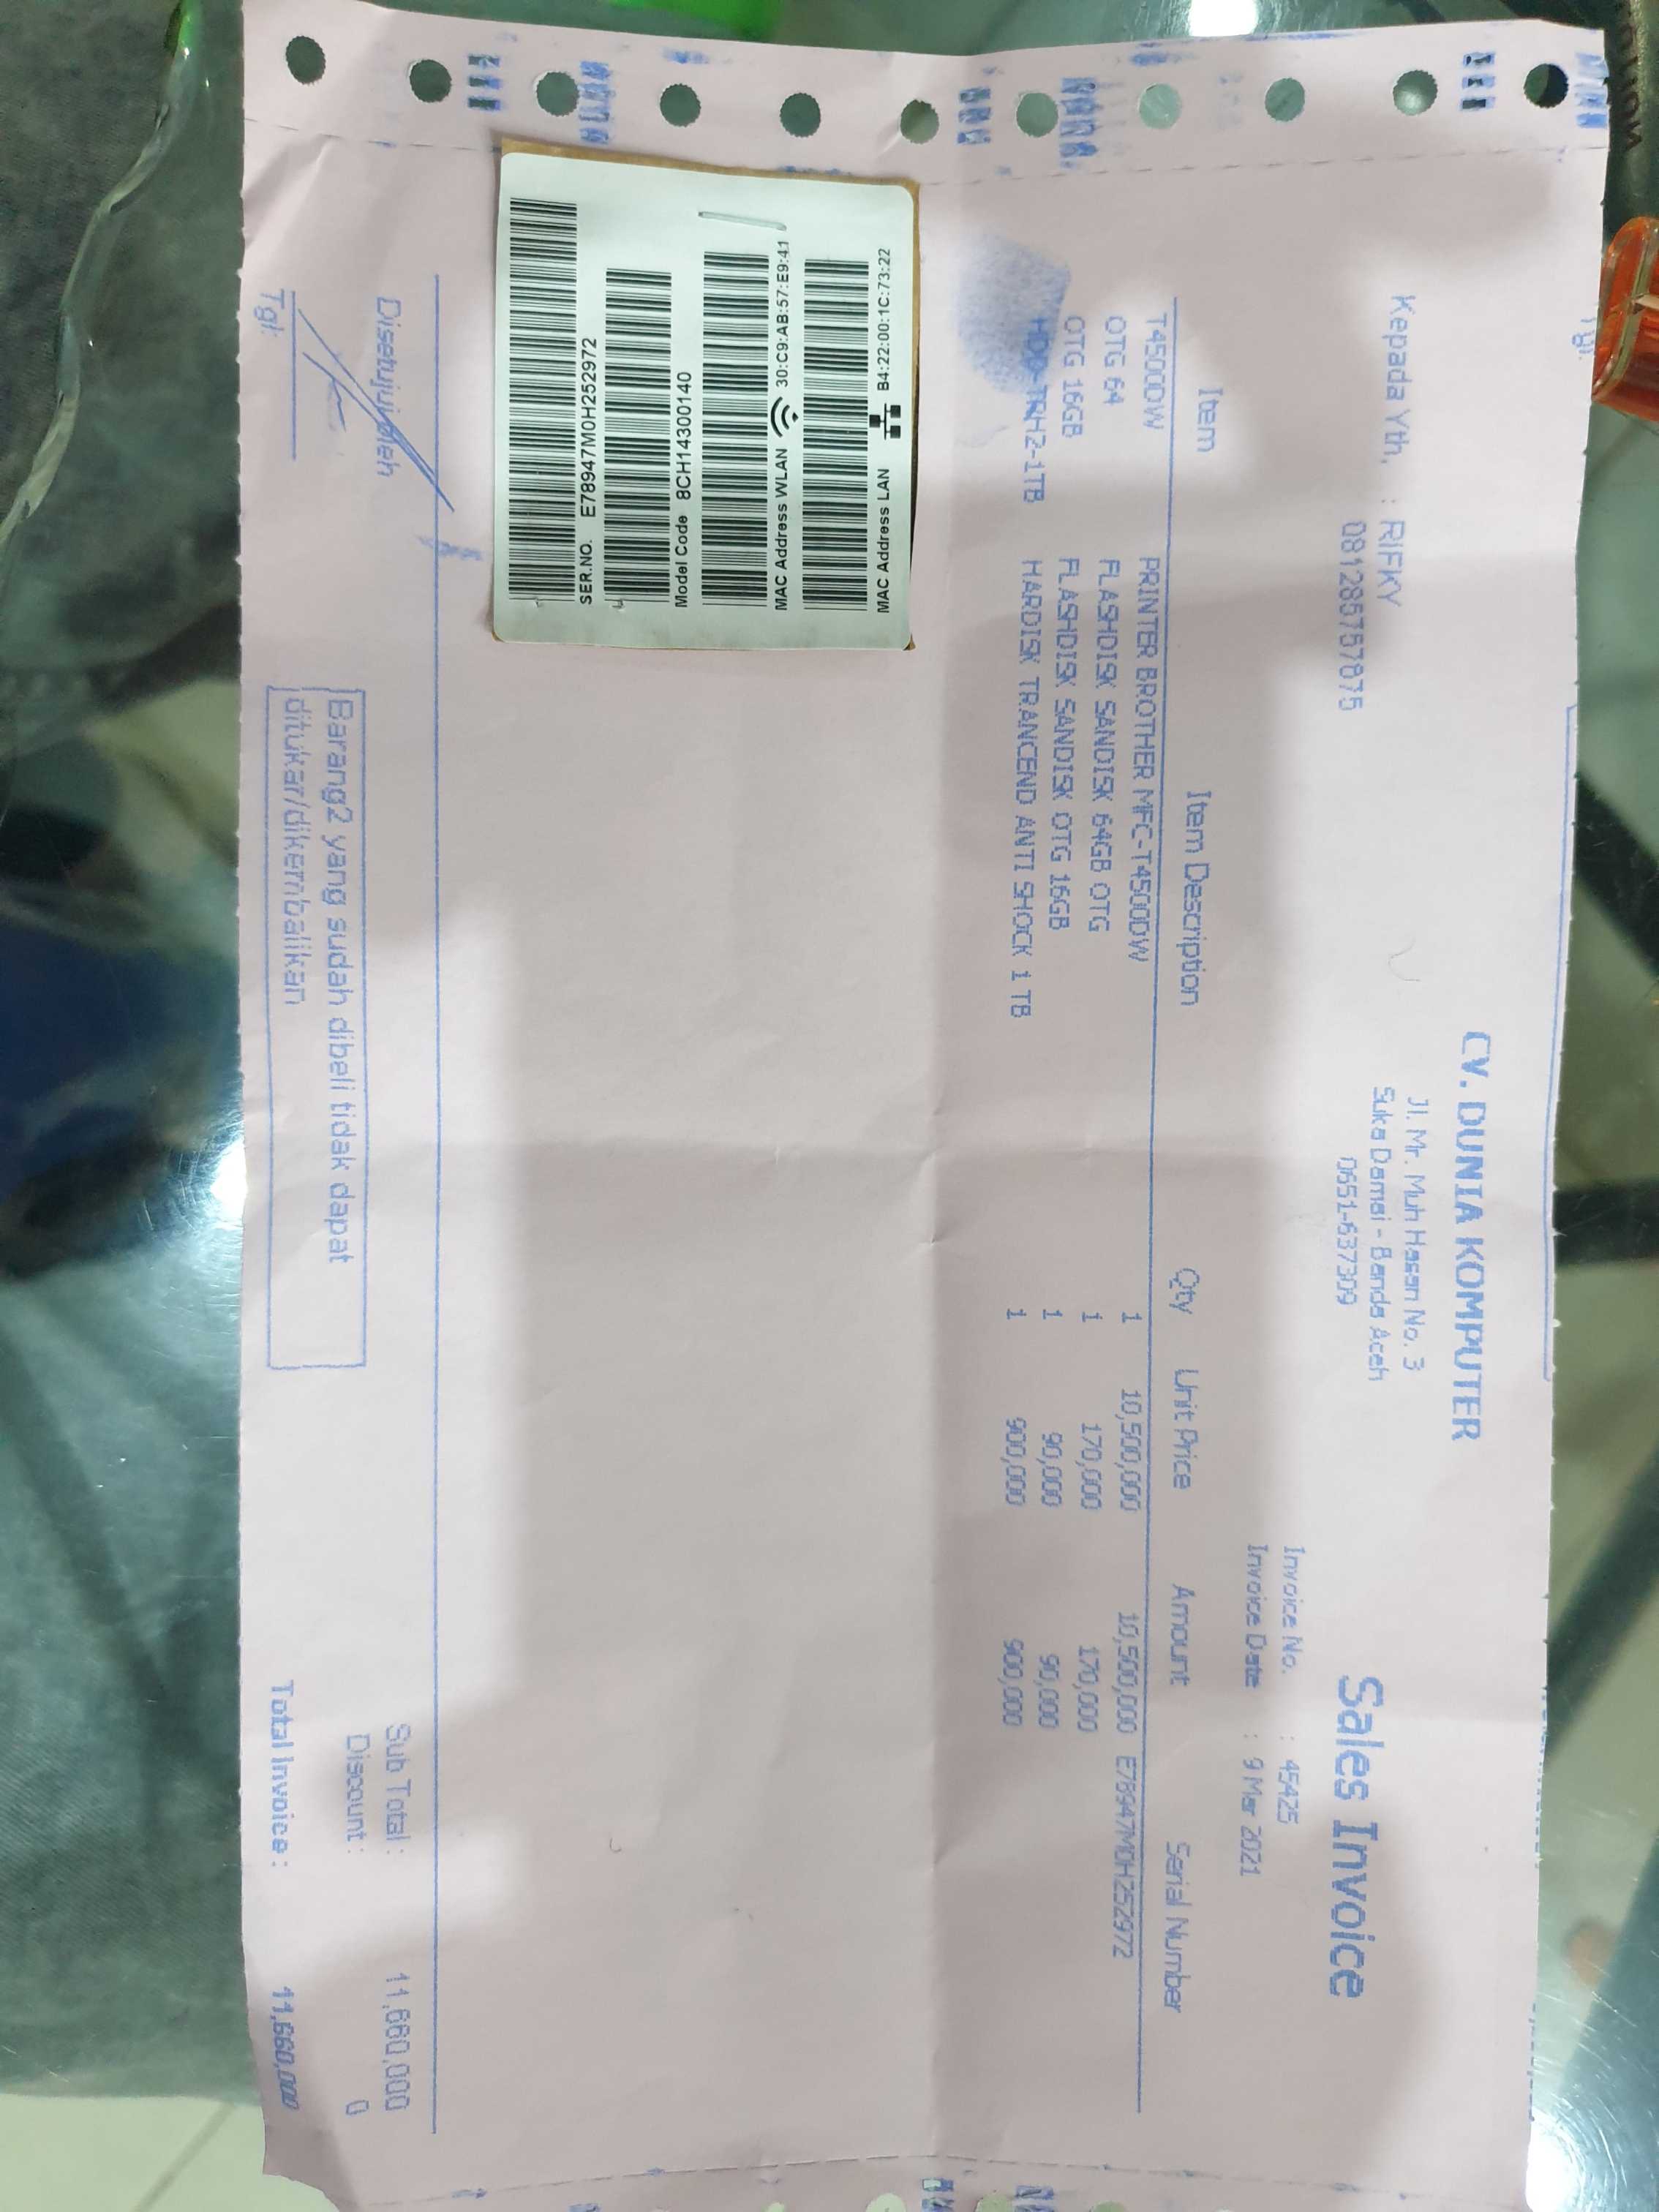 CV. DUNIA KOMPUTER
Jl. Mr. Muh Hasan No. 3
Suka Damai - Banda Aceh
0651-637309
Sales Invoice
Kepada Yth, : RIFKY
081286757875
Invoice No. : 45425
Invoice Date : 9 Mar 2021
Item Item Description Qty Unit Price Amount Serial Number
T4500DW PRINTER BROTHER MFC-T4500DW 1 10,500,000 10,500,000 E78947M0H252972
OTG 64 FLASHDISK SANDISK 64GB OTG 1 170,000 170,000
OTG 16GB FLASHDISK SANDISK OTG 16GB 1 90,000 90,000
HDD-TRH2-1TB HARDISK TRANCEND ANTI SHOCK 1 TB 1 900,000 900,000
SER.NO. E78947M0H252972
Model Code 8CH14300140
MAC Address WLAN 30:C9:AB:57:E9:41
MAC Address LAN B4:22:00:1C:73:22
Disetujui oleh
Tgl.
Barang2 yang sudah dibeli tidak dapat
ditukar/dikembalikan
Sub Total : 11,660,000
Discount : 0
Total Invoice : 11,660,000